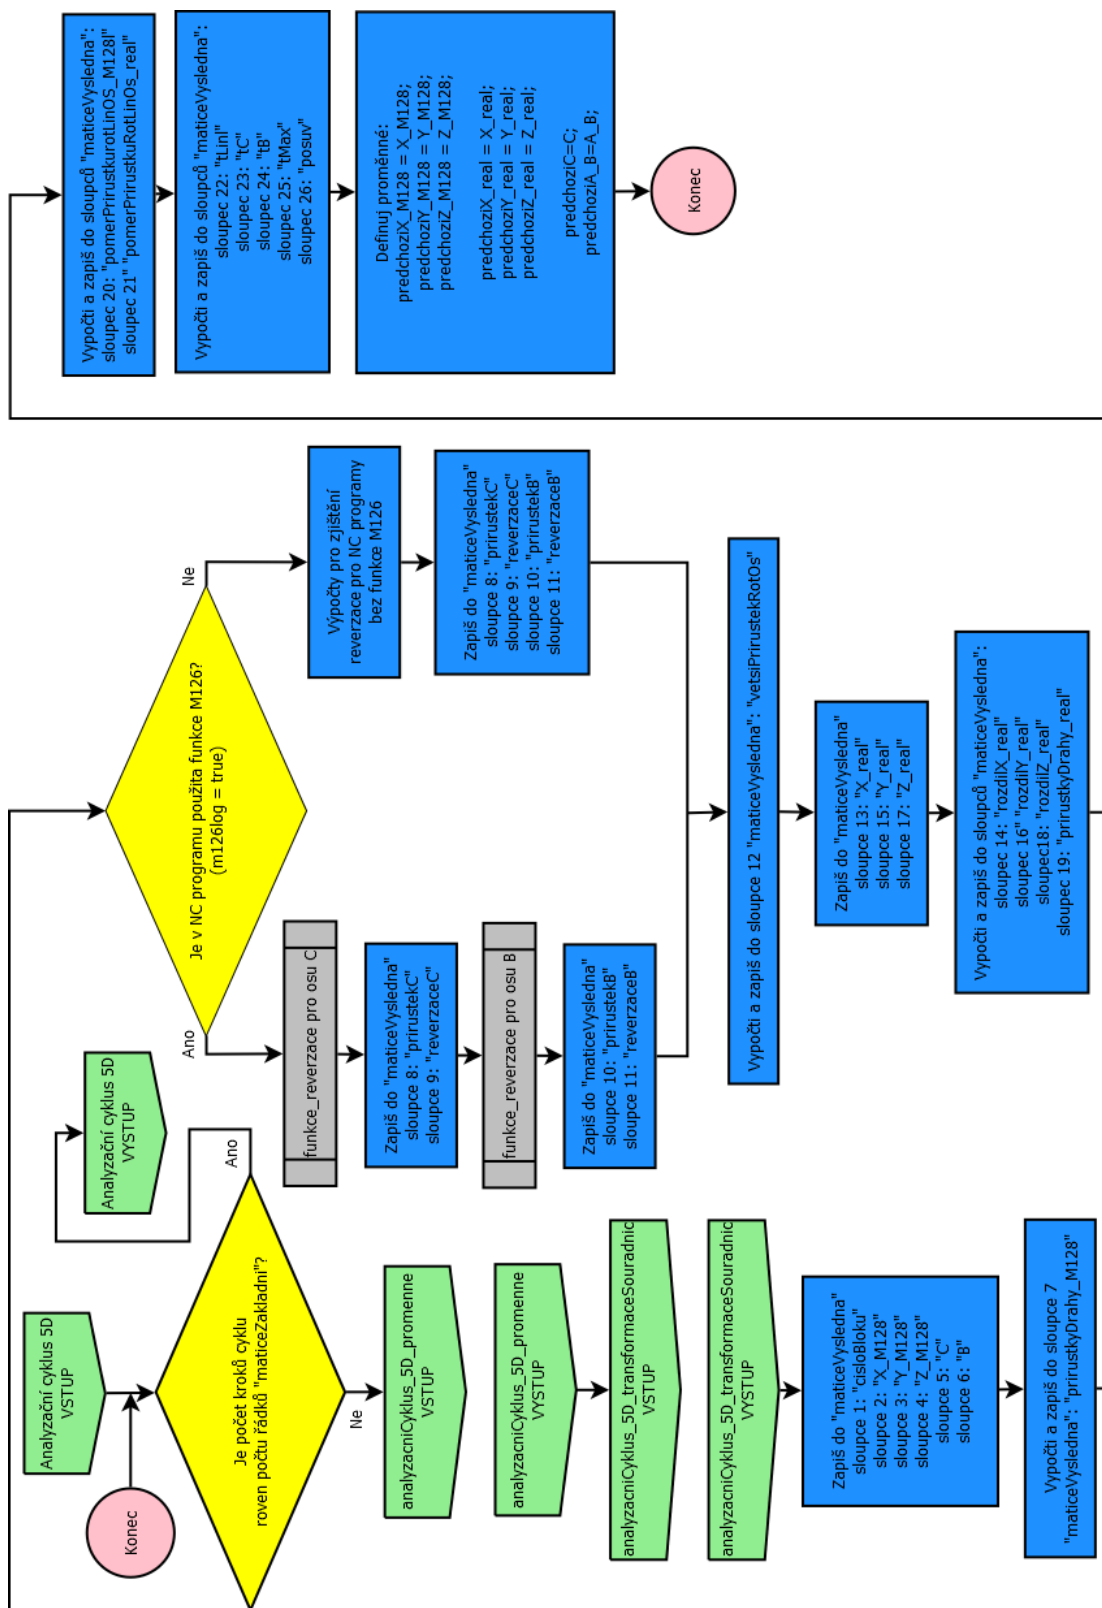 Analyzační cyklus 5D
VSTUP
Konec
Je počet kroků cyklu
roven počtu řádků "maticeZakladni"?
Ano
Analyzační cyklus 5D
VYSTUP
Ne
analyzacniCyklus_5D_promenne
VSTUP
analyzacniCyklus_5D_promenne
VYSTUP
analyzacniCyklus_5D_transformaceSouradnic
VSTUP
analyzacniCyklus_5D_transformaceSouradnic
VYSTUP
Zapiš do "maticeVysledna"
sloupce 1: "cisloBloku"
sloupce 2: "X_M128"
sloupce 3: "Y_M128"
sloupce 4: "Z_M128"
sloupce 5: "C"
sloupce 6: "B"
Vypočti a zapiš do sloupce 7
"maticeVysledna": "prirustkyDrahy_M128"
Je v NC programu použita funkce M126?
(m126log = true)
Ano
Ne
funkce_reverzace pro osu C
Zapiš do "maticeVysledna"
sloupce 8: "prirustekC"
sloupce 9: "reverzaceC"
funkce_reverzace pro osu B
Zapiš do "maticeVysledna"
sloupce 10: "prirustekB"
sloupce 11: "reverzaceB"
Výpočty pro zjištění
reverzace pro NC programy
bez funkce M126
Zapiš do "maticeVysledna"
sloupce 8: "prirustekC"
sloupce 9: "reverzaceC"
sloupce 10: "prirustekB"
sloupce 11: "reverzaceB"
Vypočti a zapiš do sloupce 12 "maticeVysledna": "vetsiPrirustekRotOs"
Zapiš do "maticeVysledna"
sloupce 13: "X_real"
sloupce 15: "Y_real"
sloupce 17: "Z_real"
Vypočti a zapiš do sloupců "maticeVysledna":
sloupec 14: "rozdilX_real"
sloupec 16" "rozdilY_real"
sloupec18: "rozdilZ_real"
sloupec 19: "prirustkyDrahy_real"
Vypočti a zapiš do sloupců "maticeVysledna":
sloupec 20: "pomerPrirustkurotLinOS_M128l"
sloupec 21" "pomerPrirustkuRotLinOs_real"
Vypočti a zapiš do sloupců "maticeVysledna":
sloupec 22: "tLinl"
sloupec 23: "tC"
sloupec 24: "tB"
sloupec 25: "tMax"
sloupec 26: "posuv"
Definuj proměnné:
predchoziX_M128 = X_M128;
predchoziY_M128 = Y_M128;
predchoziZ_M128 = Z_M128;
predchoziX_real = X_real;
predchoziY_real = Y_real;
predchoziZ_real = Z_real;
predchoziC=C;
predchoziA_B=A_B;
Konec